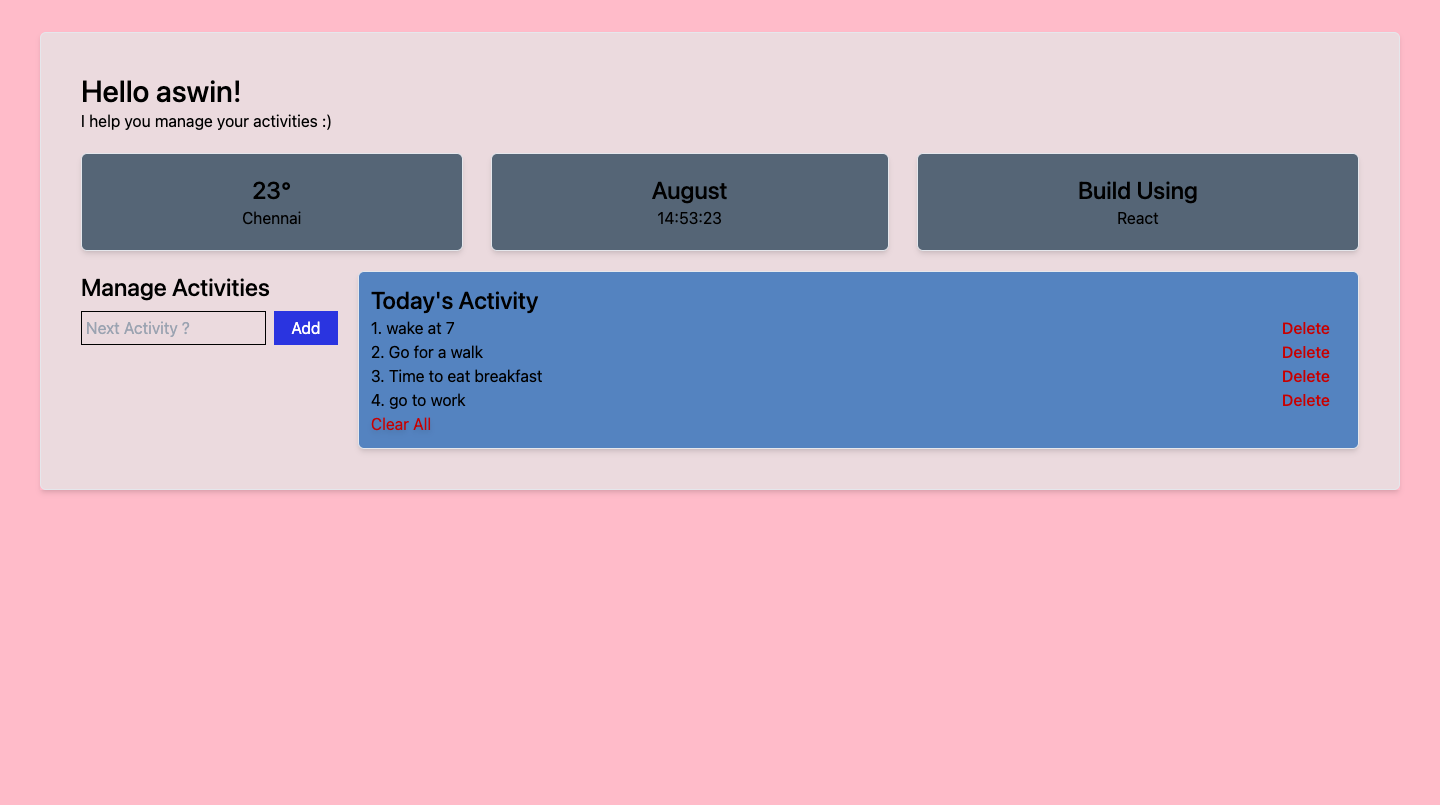 Hello aswin!
I help you manage your activities :)
23°
Chennai
August
14:53:23
Build Using
React
Manage Activities
Next Activity ?
Add
Today's Activity
1. wake at 7 Delete
2. Go for a walk Delete
3. Time to eat breakfast Delete
4. go to work Delete
Clear All